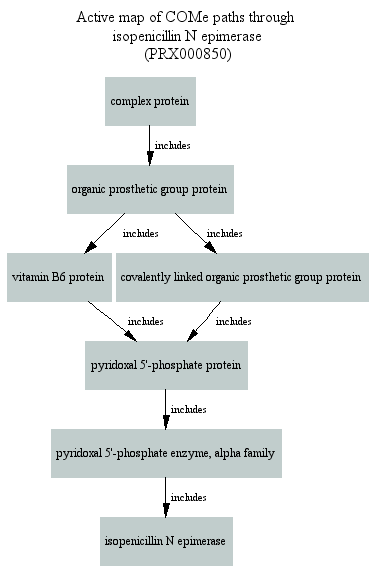 Active map of COMe paths through
isopenicillin N epimerase
(PRX000850)
complex protein
includes
organic prosthetic group protein
includes
includes
vitamin B6 protein
covalently linked organic prosthetic group protein
includes
includes
pyridoxal 5'-phosphate protein
includes
pyridoxal 5'-phosphate enzyme, alpha family
includes
isopenicillin N epimerase